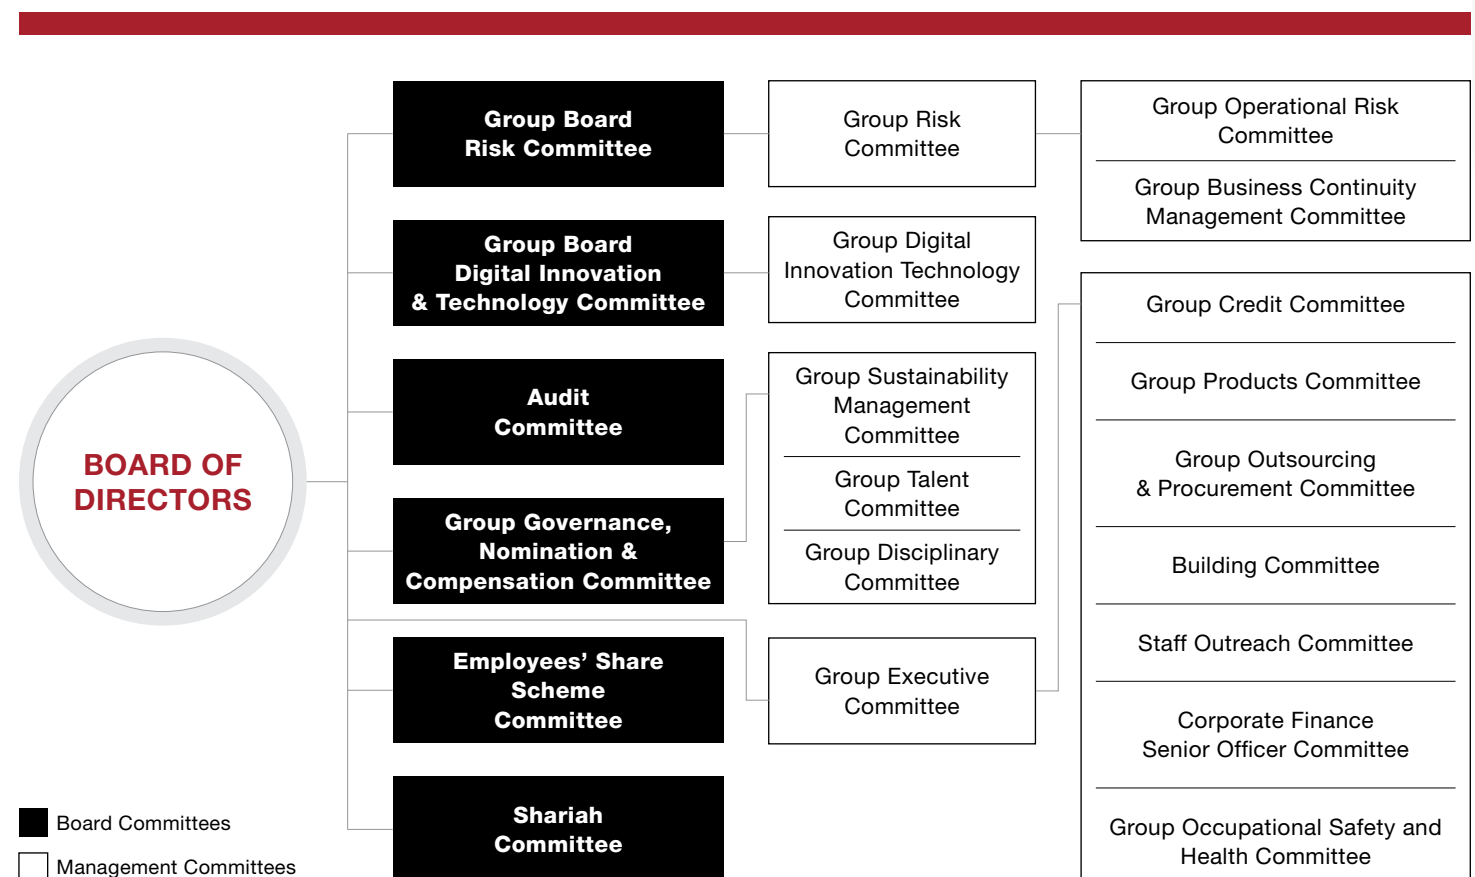 BOARD OF
DIRECTORS
Group Board
Risk Committee
Group Board
Digital Innovation
& Technology Committee
Audit
Committee
Group Governance,
Nomination &
Compensation Committee
Employees’ Share
Scheme
Committee
Shariah
Committee
Group Risk
Committee
Group Digital
Innovation Technology
Committee
Group Sustainability
Management
Committee
Group Talent
Committee
Group Disciplinary
Committee
Group Executive
Committee
Group Operational Risk
Committee
Group Business Continuity
Management Committee
Group Credit Committee
Group Products Committee
Group Outsourcing
& Procurement Committee
Building Committee
Staff Outreach Committee
Corporate Finance
Senior Officer Committee
Group Occupational Safety and
Health Committee
Board Committees
Management Committees